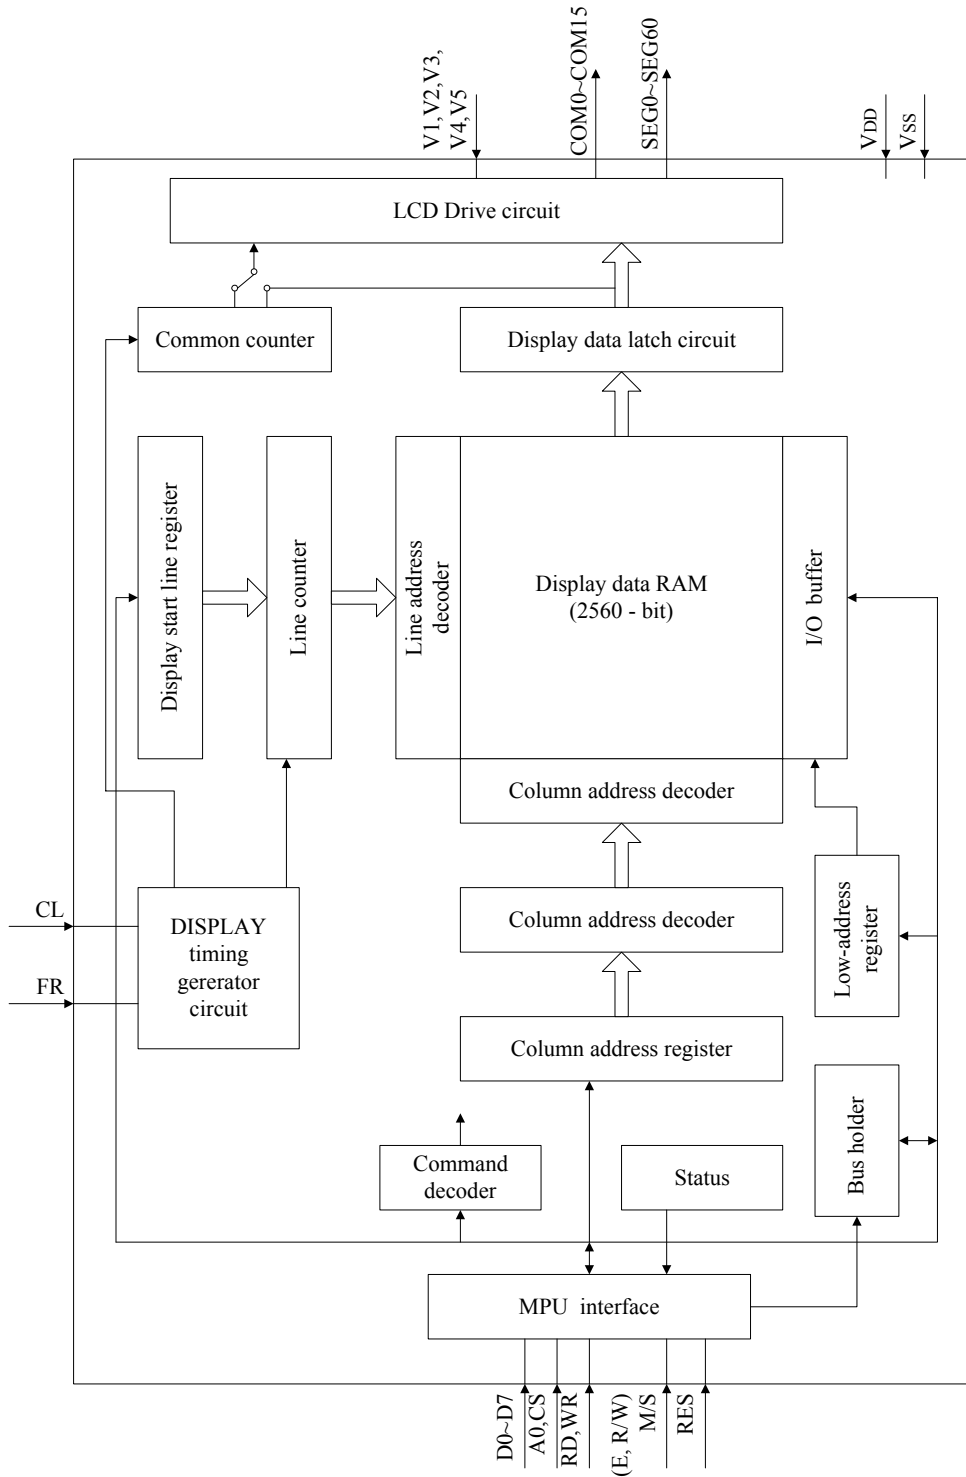 V1,V2,V3,
V4,V5
COM0~COM15
SEG0~SEG60
VDD
VSS
LCD Drive circuit
Common counter
Display data latch circuit
Display start line register
Line counter
Line address
decoder
Display data RAM
(2560 - bit)
I/O buffer
Column address decoder
CL
FR
DISPLAY
timing
gererator
circuit
Column address decoder
Low-address
register
Column address register
Command
decoder
Status
Bus holder
MPU interface
D0~D7
A0,CS
RD,WR
(E, R/W)
M/S
RES